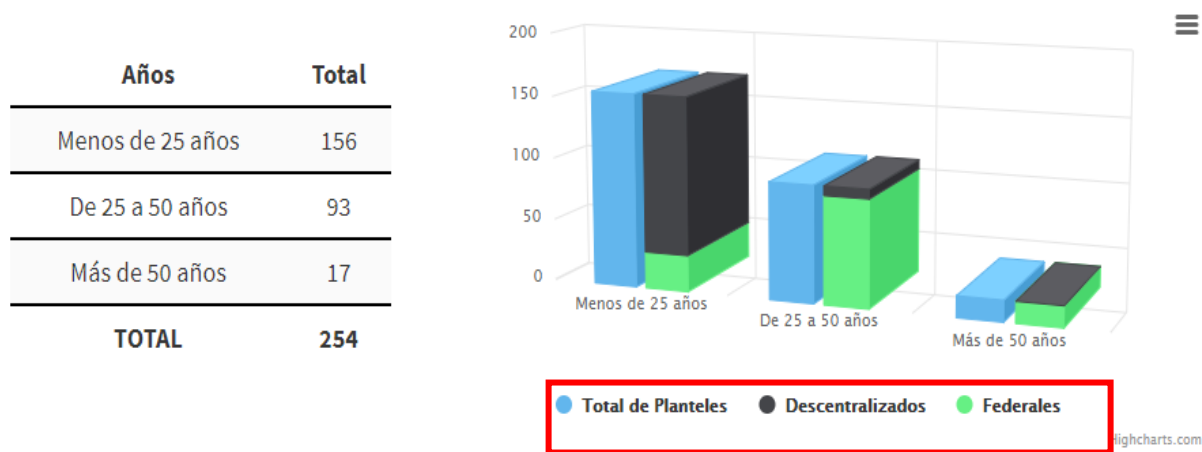 Años Total
Menos de 25 años 156
De 25 a 50 años 93
Más de 50 años 17
TOTAL 254
200
150
100
50
0
Menos de 25 años
De 25 a 50 años
Más de 50 años
Total de Planteles Descentralizados Federales
Highcharts.com